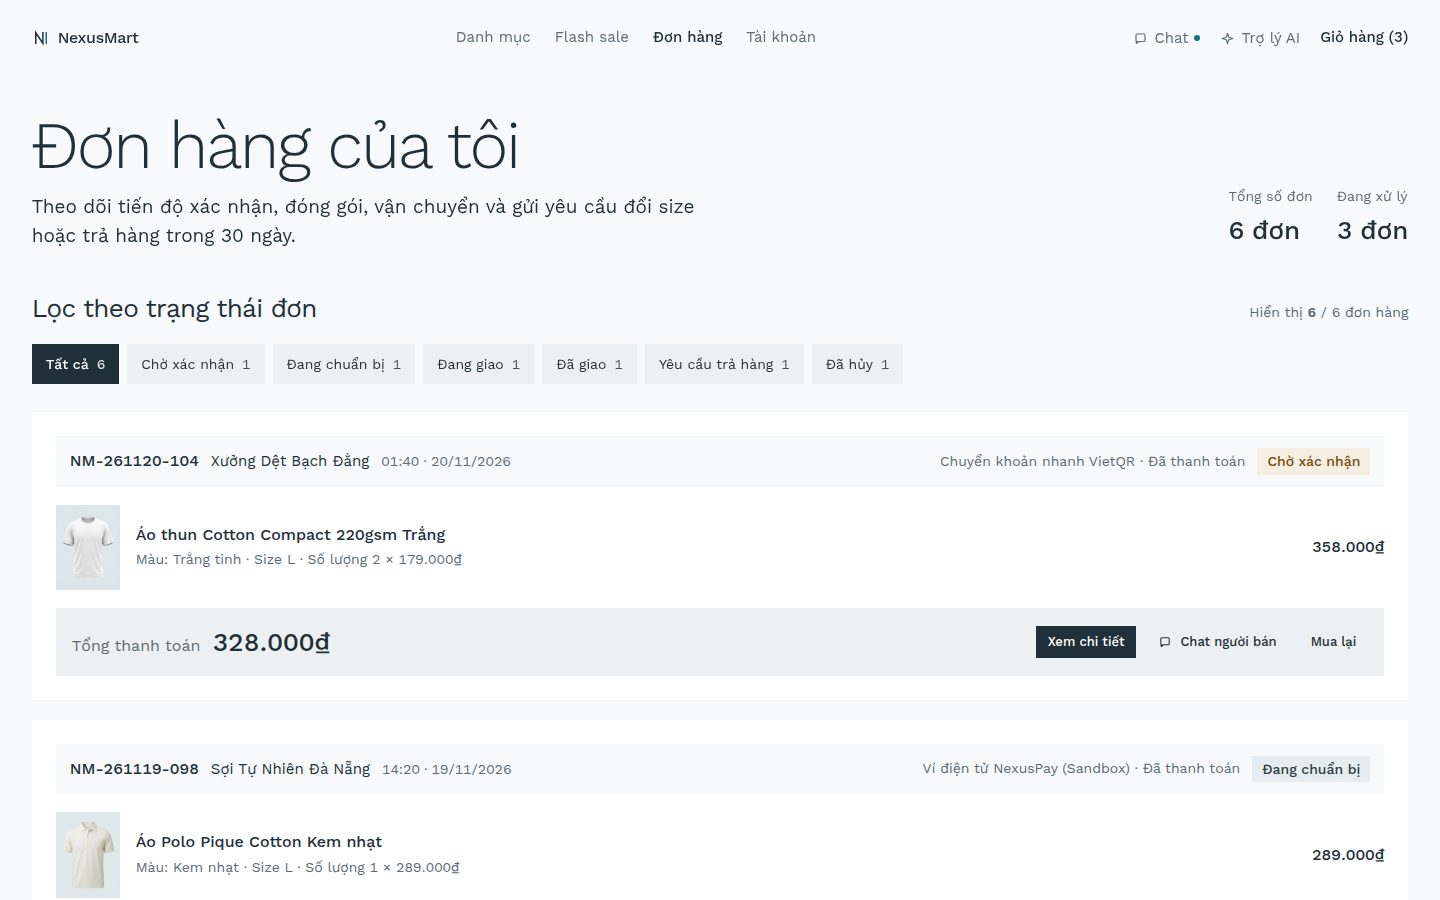 NexusMart
Danh mục
Flash sale
Đơn hàng
Tài khoản
Chat
Trợ lý AI
Giỏ hàng (3)
Đơn hàng của tôi
Theo dõi tiến độ xác nhận, đóng gói, vận chuyển và gửi yêu cầu đổi size
hoặc trả hàng trong 30 ngày.
Tổng số đơn
6 đơn
Đang xử lý
3 đơn
Lọc theo trạng thái đơn
Hiển thị 6 / 6 đơn hàng
Tất cả 6
Chờ xác nhận 1
Đang chuẩn bị 1
Đang giao 1
Đã giao 1
Yêu cầu trả hàng 1
Đã hủy 1
NM-261120-104 Xưởng Dệt Bạch Đằng 01:40 · 20/11/2026
Chuyển khoản nhanh VietQR · Đã thanh toán
Chờ xác nhận
Áo thun Cotton Compact 220gsm Trắng
Màu: Trắng tinh · Size L · Số lượng 2 × 179.000₫
358.000₫
Tổng thanh toán 328.000₫
Xem chi tiết
Chat người bán
Mua lại
NM-261119-098 Sợi Tự Nhiên Đà Nẵng 14:20 · 19/11/2026
Ví điện tử NexusPay (Sandbox) · Đã thanh toán
Đang chuẩn bị
Áo Polo Pique Cotton Kem nhạt
Màu: Kem nhạt · Size L · Số lượng 1 × 289.000₫
289.000₫